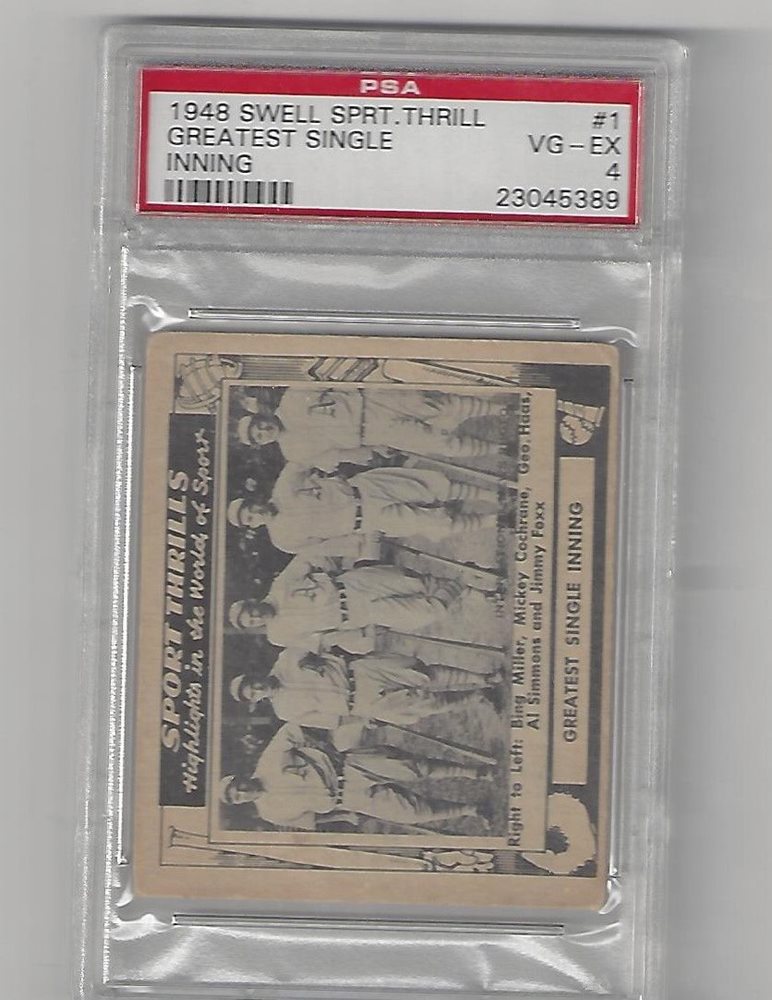 PSA
1948 SWELL SPRT.THRILL #1
GREATEST SINGLE VG-EX
INNING 4
23045389
SPORT THRILLS
Highlights in the World of Sport
Right to Left: Bing Miller, Mickey Cochrane, Geo. Haas,
Al Simmons and Jimmy Foxx
GREATEST SINGLE INNING